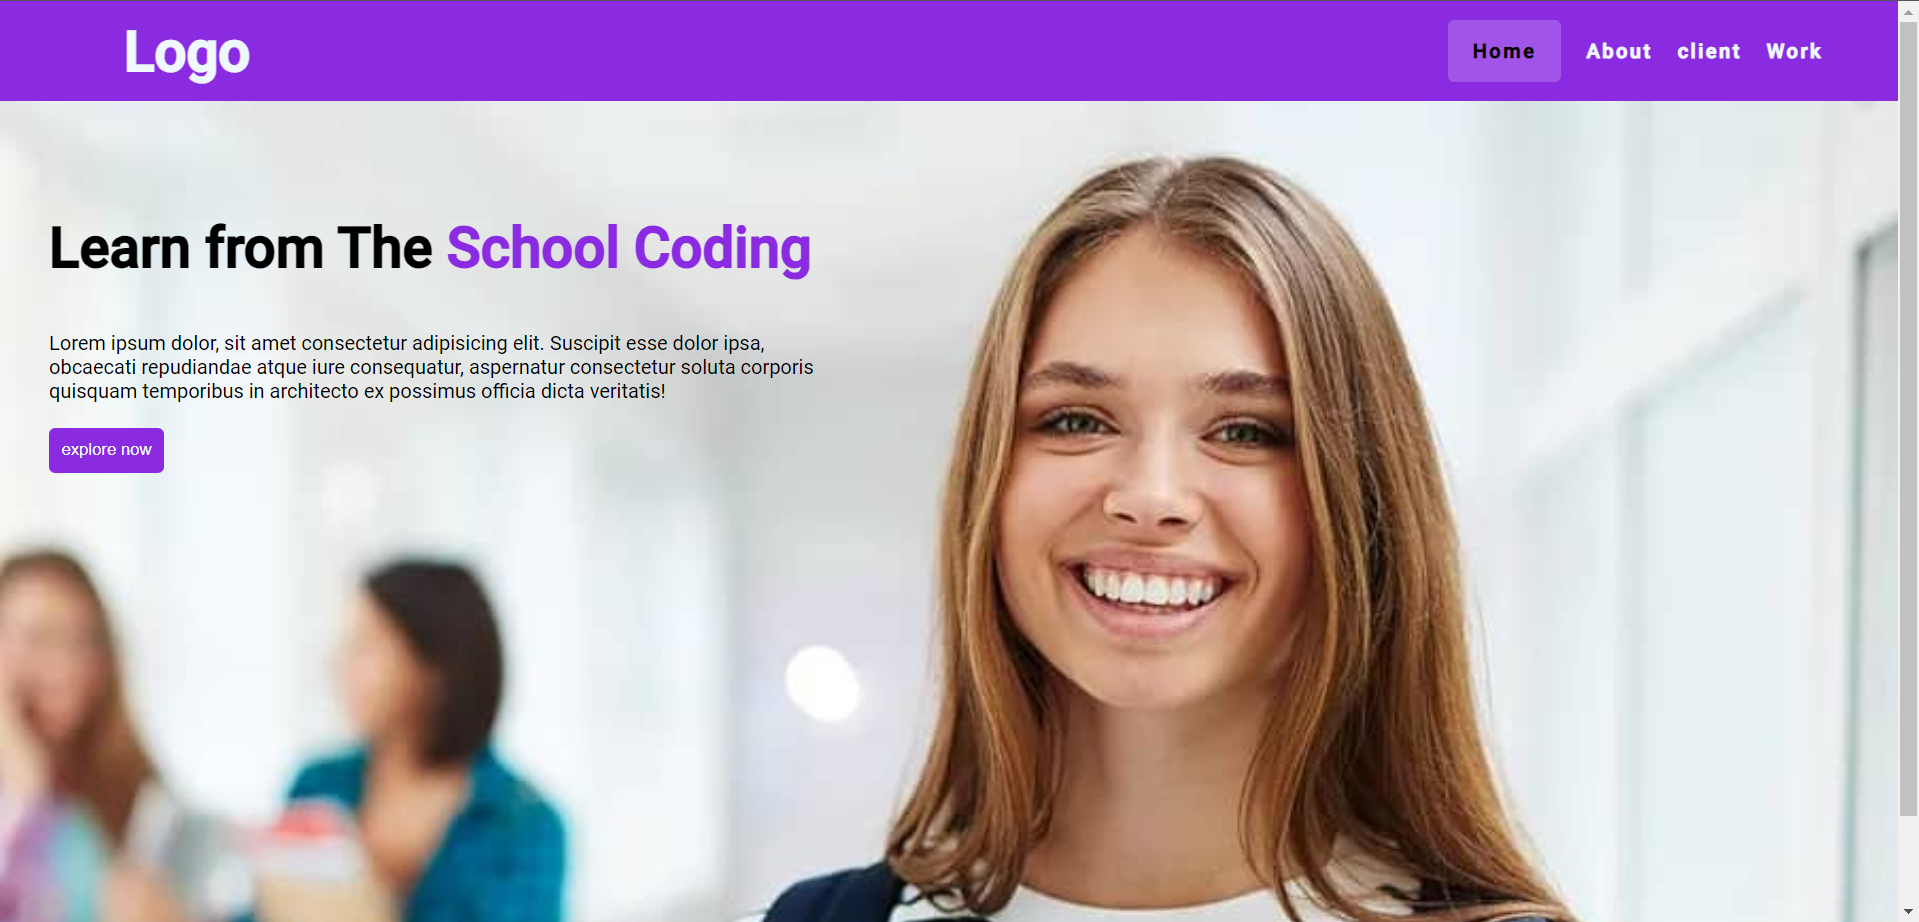 Logo
Home About client Work
Learn from The School Coding
Lorem ipsum dolor, sit amet consectetur adipisicing elit. Suscipit esse dolor ipsa,
obcaecati repudiandae atque iure consequatur, aspernatur consectetur soluta corporis
quisquam temporibus in architecto ex possimus officia dicta veritatis!
explore now